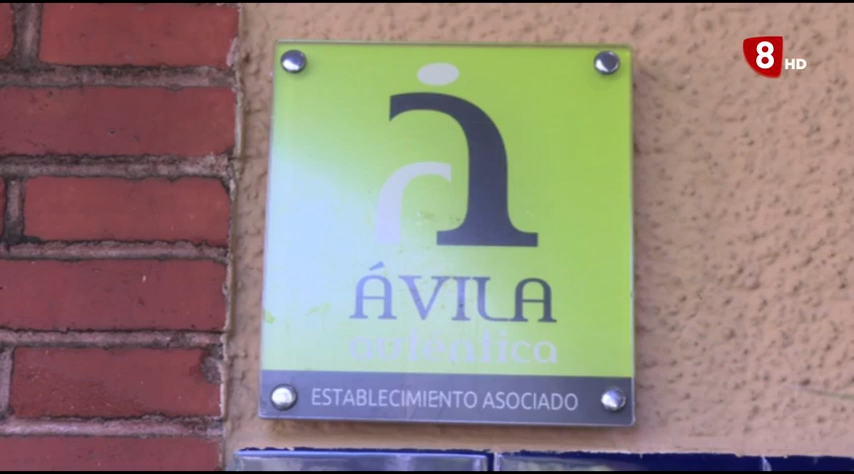 8 HD
ÁVILA
auténtica
ESTABLECIMIENTO ASOCIADO